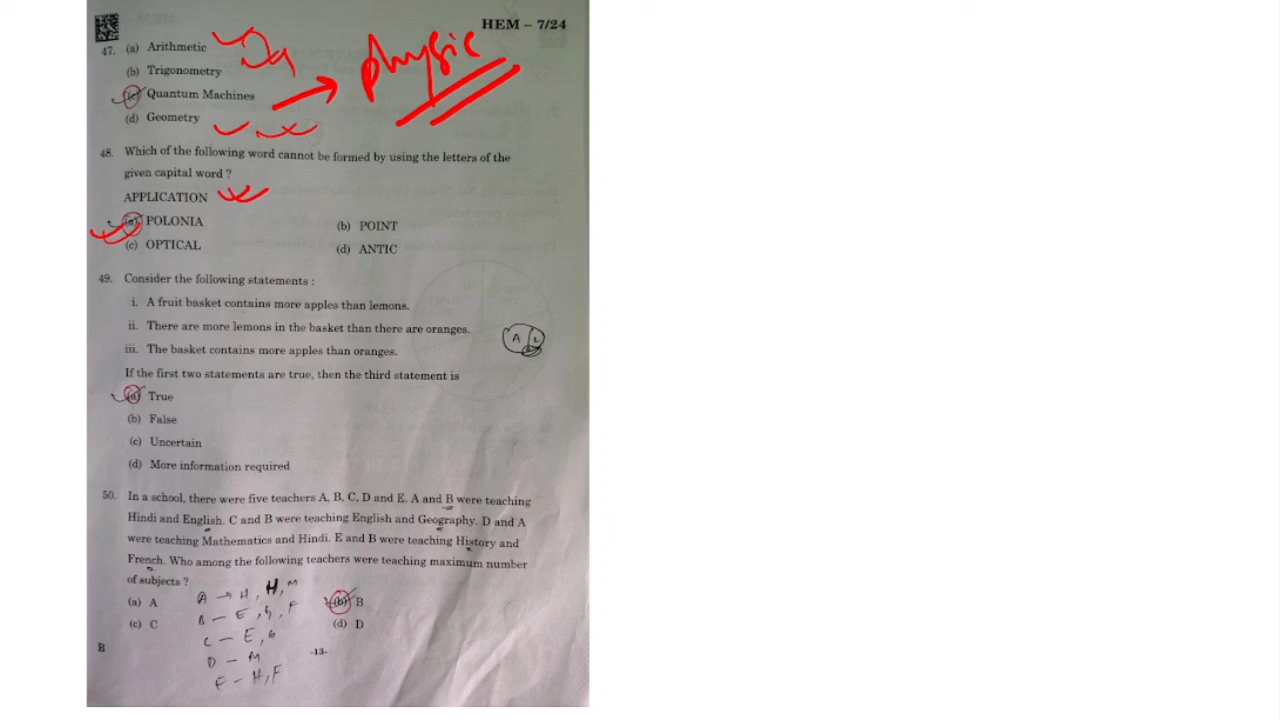 HEM – 7/24
47. (a) Arithmetic
(b) Trigonometry
(c) Quantum Machines
physic
(d) Geometry
48. Which of the following word cannot be formed by using the letters of the
given capital word ?
APPLICATION
(a) POLONIA (b) POINT
(c) OPTICAL (d) ANTIC
49. Consider the following statements :
i. A fruit basket contains more apples than lemons.
ii. There are more lemons in the basket than there are oranges.
A L
iii. The basket contains more apples than oranges.
If the first two statements are true, then the third statement is
(a) True
(b) False
(c) Uncertain
(d) More information required
50. In a school, there were five teachers A, B, C, D and E. A and B were teaching
Hindi and English. C and B were teaching English and Geography. D and A
were teaching Mathematics and Hindi. E and B were teaching History and
French. Who among the following teachers were teaching maximum number
of subjects ?
(a) A (b) B
(c) C (d) D
A → H, H, M
B – E, G, F
C – E, G
D – M
E – H, F
B -13-